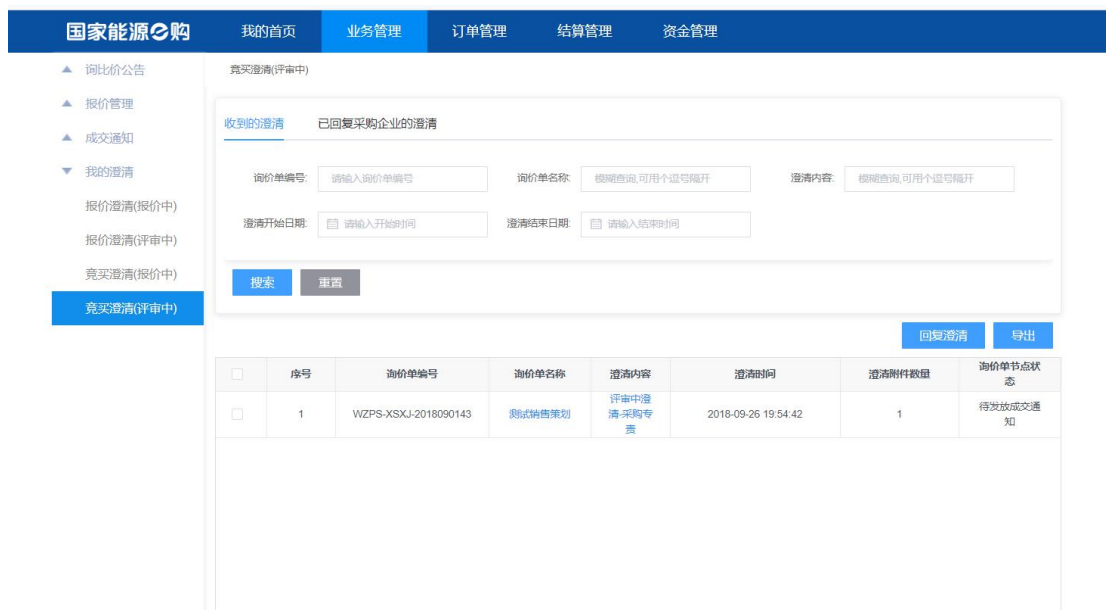 国家能源e购
我的首页
业务管理
订单管理
结算管理
资金管理
询比价公告
报价管理
成交通知
我的澄清
报价澄清(报价中)
报价澄清(评审中)
竞买澄清(报价中)
竞买澄清(评审中)
竞买澄清(评审中)
收到的澄清
已回复采购企业的澄清
询价单编号:
请输入询价单编号
询价单名称:
模糊查询,可用个逗号隔开
澄清内容:
模糊查询,可用个逗号隔开
澄清开始日期:
请输入开始时间
澄清结束日期:
请输入结束时间
搜索
重置
回复澄清
导出
序号
询价单编号
询价单名称
澄清内容
澄清时间
澄清附件数量
询价单节点状
态
1
WZPS-XSXJ-2018090143
测试销售策划
评审中澄
清-采购专
责
2018-09-26 19:54:42
1
待发放成交通
知